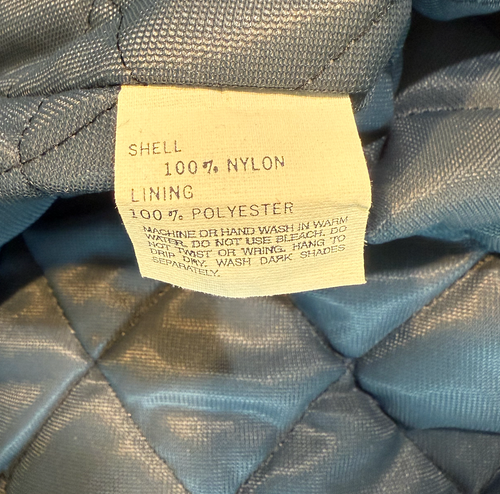 SHELL
100% NYLON
LINING
100% POLYESTER
MACHINE OR HAND WASH IN WARM
WATER. DO NOT USE BLEACH. DO
NOT TWIST OR WRING. HANG TO
DRIP DRY. WASH DARK SHADES
SEPARATELY.